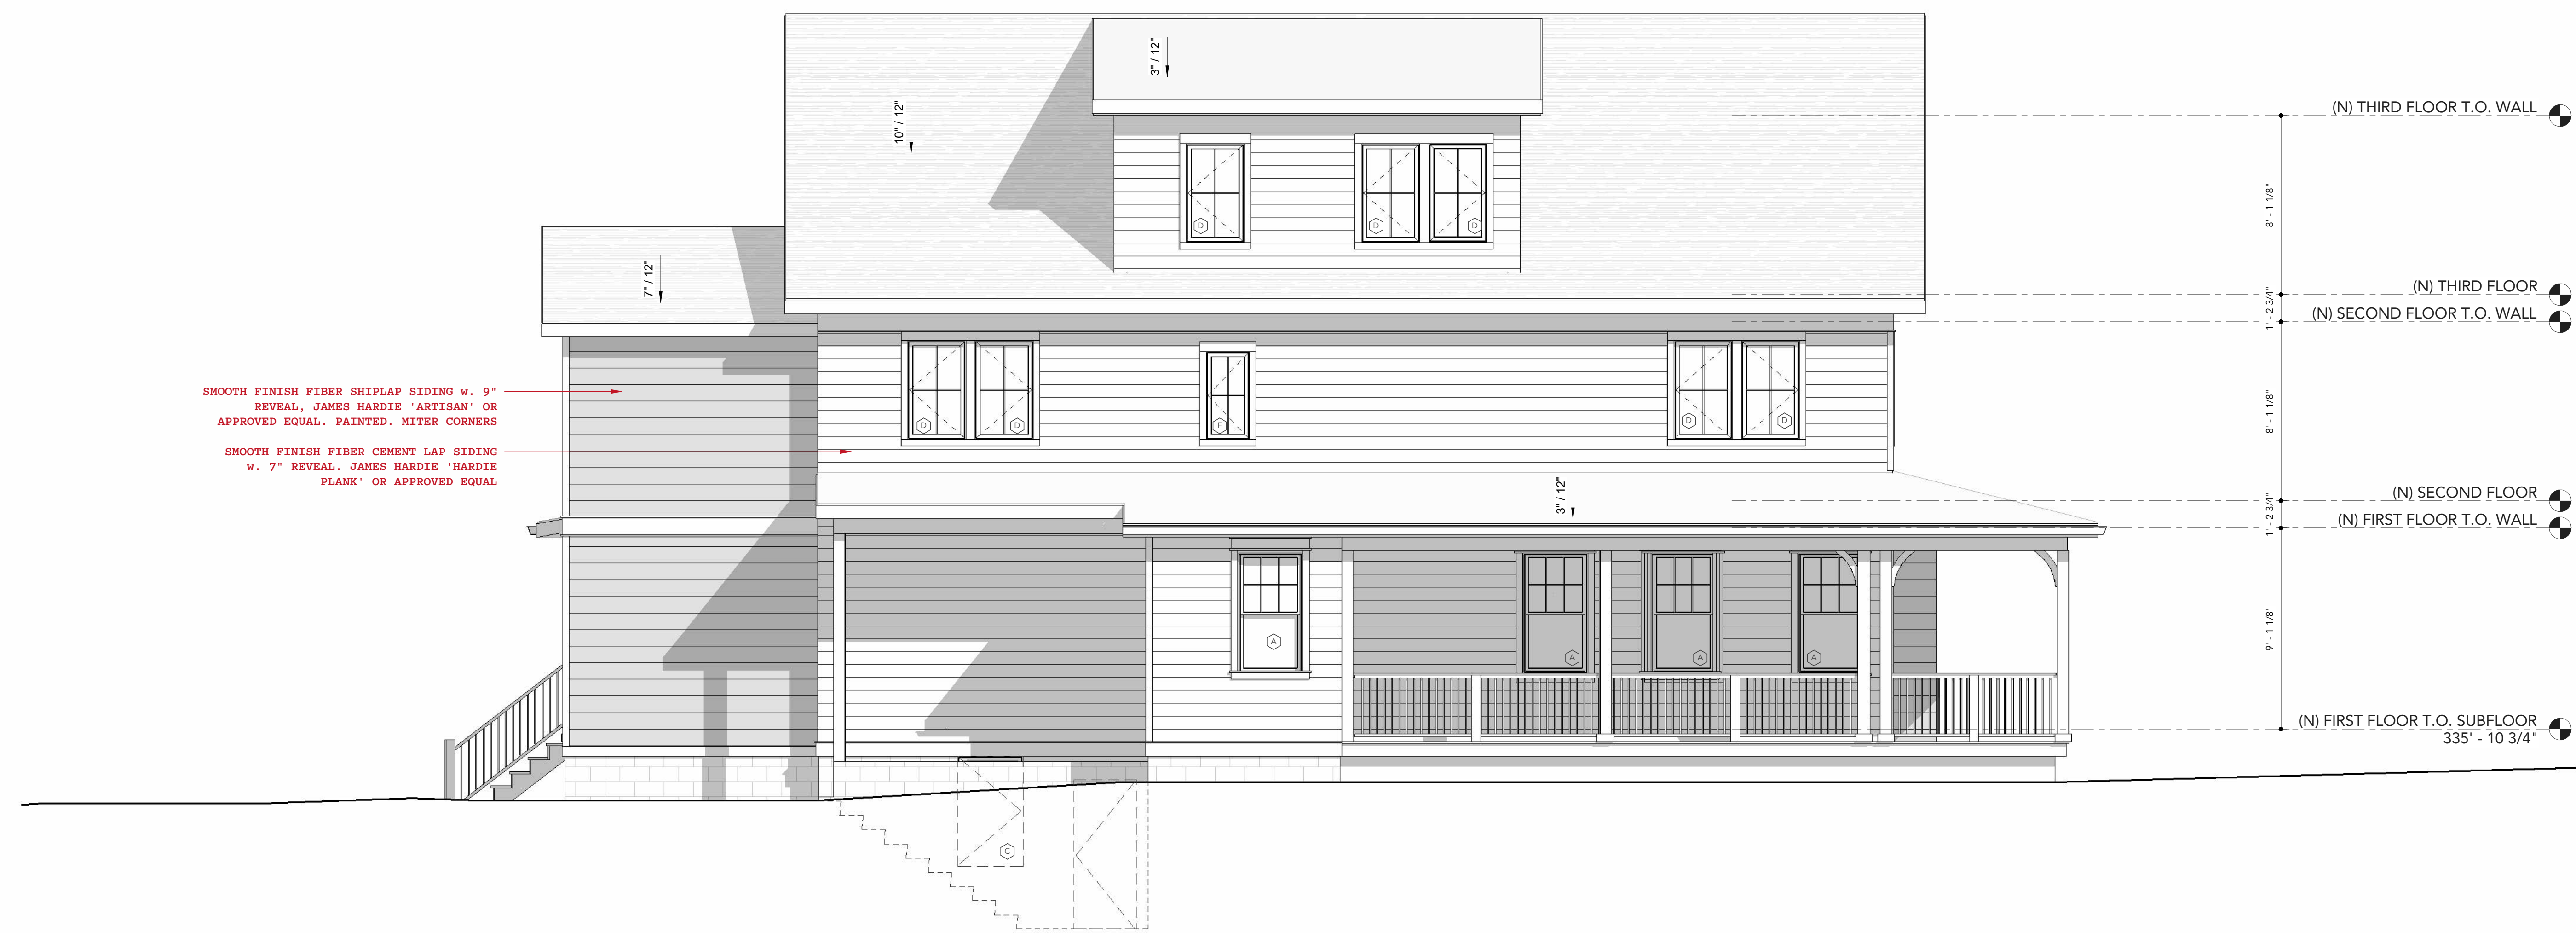 3" / 12"
10" / 12"
7" / 12"
(N) THIRD FLOOR T.O. WALL
8' - 1 1/8"
D
D
D
(N) THIRD FLOOR
1' - 2 3/4"
(N) SECOND FLOOR T.O. WALL
SMOOTH FINISH FIBER SHIPLAP SIDING w. 9"
REVEAL, JAMES HARDIE 'ARTISAN' OR
APPROVED EQUAL. PAINTED. MITER CORNERS
SMOOTH FINISH FIBER CEMENT LAP SIDING
w. 7" REVEAL. JAMES HARDIE 'HARDIE
PLANK' OR APPROVED EQUAL
D
D
F
D
D
8' - 1 1/8"
3" / 12"
(N) SECOND FLOOR
1' - 2 3/4"
(N) FIRST FLOOR T.O. WALL
A
A
A
A
9' - 1 1/8"
(N) FIRST FLOOR T.O. SUBFLOOR
335' - 10 3/4"
C